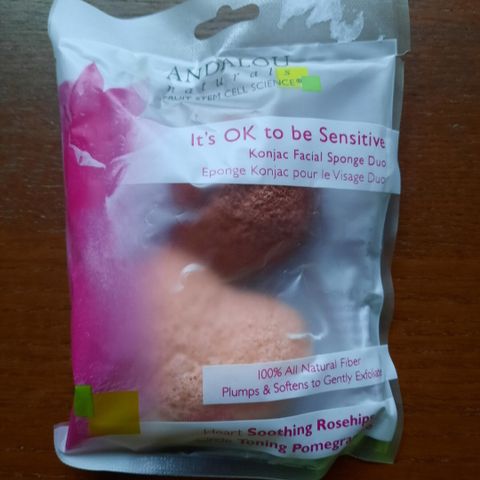 ANDALOU
naturals
FRUIT STEM CELL SCIENCE®
It's OK to be Sensitive
Konjac Facial Sponge Duo
Eponge Konjac pour le Visage Duo
100% All Natural Fiber
Plumps & Softens to Gently Exfoliate
Heart Soothing Rosehips
Toning Pomegra